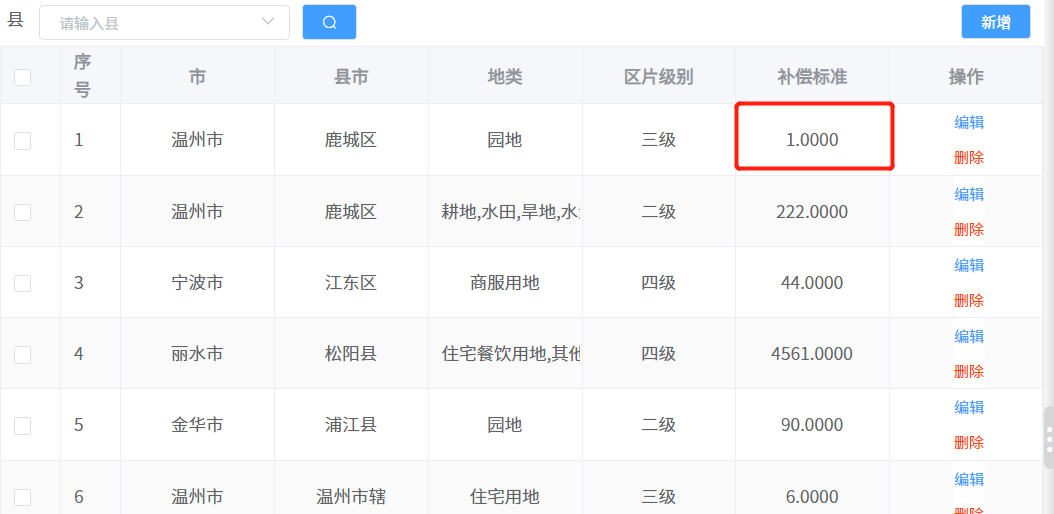 县 请输入县 新增
序号 市 县市 地类 区片级别 补偿标准 操作
1 温州市 鹿城区 园地 三级 1.0000 编辑 删除
2 温州市 鹿城区 耕地,水田,旱地,水 二级 222.0000 编辑 删除
3 宁波市 江东区 商服用地 四级 44.0000 编辑 删除
4 丽水市 松阳县 住宅餐饮用地,其他 四级 4561.0000 编辑 删除
5 金华市 浦江县 园地 二级 90.0000 编辑 删除
6 温州市 温州市辖 住宅用地 三级 6.0000 编辑 删除